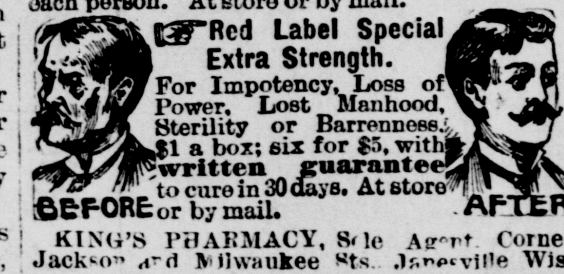 each person. At store or by mail.
Red Label Special
Extra Strength.
For Impotency, Loss of
Power, Lost Manhood,
Sterility or Barrenness.
$1 a box; six for $5, with
written guarantee
to cure in 30 days. At store
BEFORE or by mail. AFTER
KING'S PHARMACY, Sole Agent. Corne
Jackson and Milwaukee Sts., Janesville Wis